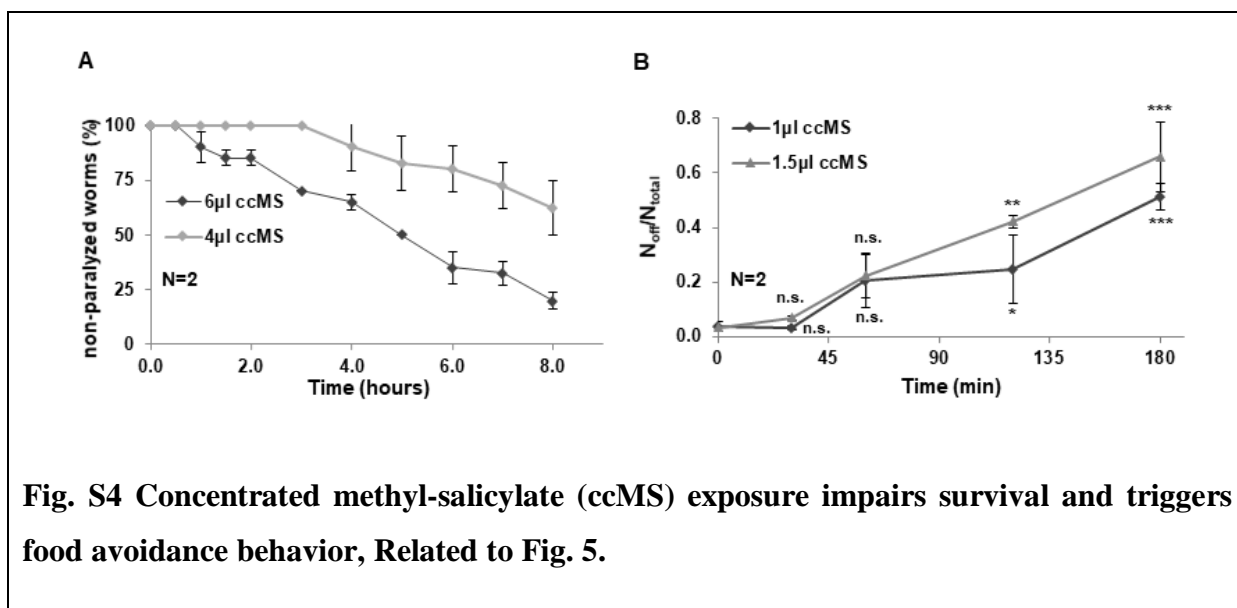 A
non-paralyzed worms (%)
100
75
50
25
0
6µl ccMS
4µl ccMS
N=2
0.0 2.0 4.0 6.0 8.0
Time (hours)
B
N_off/N_total
0.8
0.6
0.4
0.2
0.0
1µl ccMS
1.5µl ccMS
N=2
n.s.
n.s.
n.s.
n.s.
**
*
***
***
0 45 90 135 180
Time (min)
Fig. S4 Concentrated methyl-salicylate (ccMS) exposure impairs survival and triggers
food avoidance behavior, Related to Fig. 5.